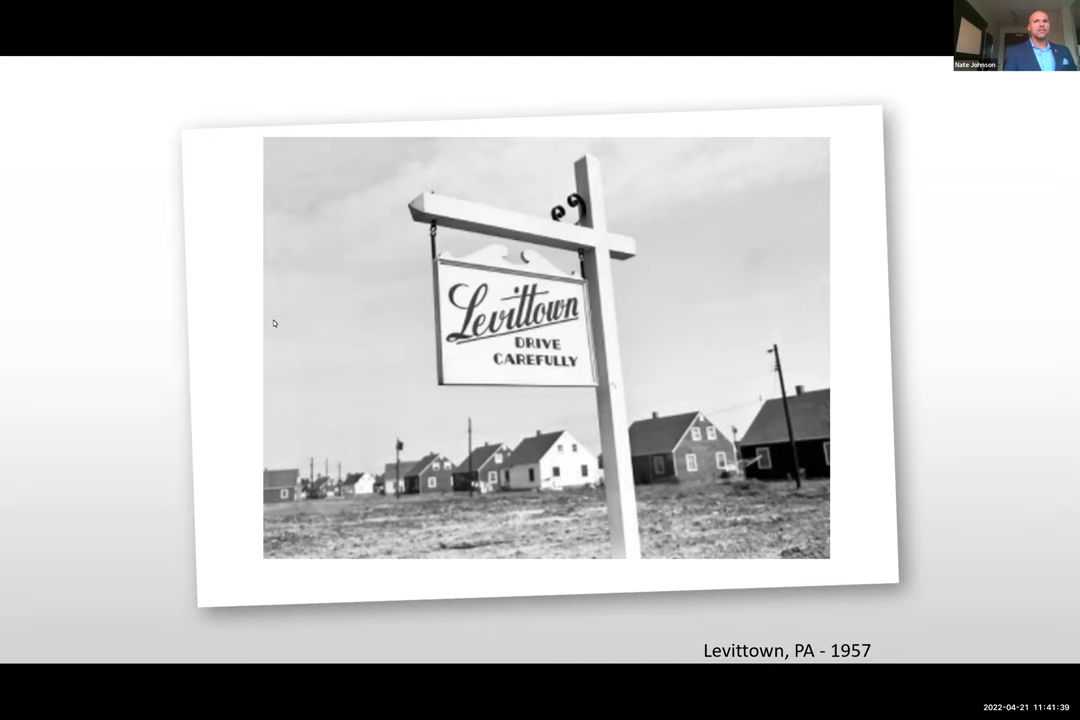 Nate Johnson
Levittown
DRIVE
CAREFULLY
Levittown, PA - 1957
2022-04-21 11:41:39